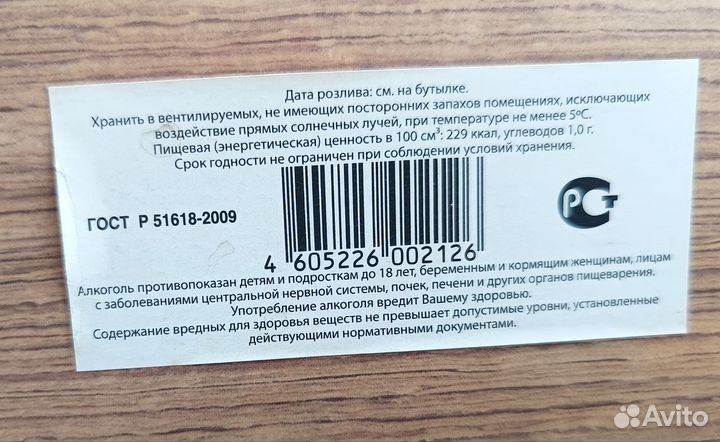 Дата розлива: см. на бутылке.
Хранить в вентилируемых, не имеющих посторонних запахов помещениях, исключающих
воздействие прямых солнечных лучей, при температуре не менее 5ºС.
Пищевая (энергетическая) ценность в 100 см³: 229 ккал, углеводов 1,0 г.
Срок годности не ограничен при соблюдении условий хранения.
ГОСТ Р 51618-2009
РСТ
4 605226 002126
Алкоголь противопоказан детям и подросткам до 18 лет, беременным и кормящим женщинам, лицам
с заболеваниями центральной нервной системы, почек, печени и других органов пищеварения.
Употребление алкоголя вредит Вашему здоровью.
Содержание вредных для здоровья веществ не превышает допустимые уровни, установленные
действующими нормативными документами.
Avito